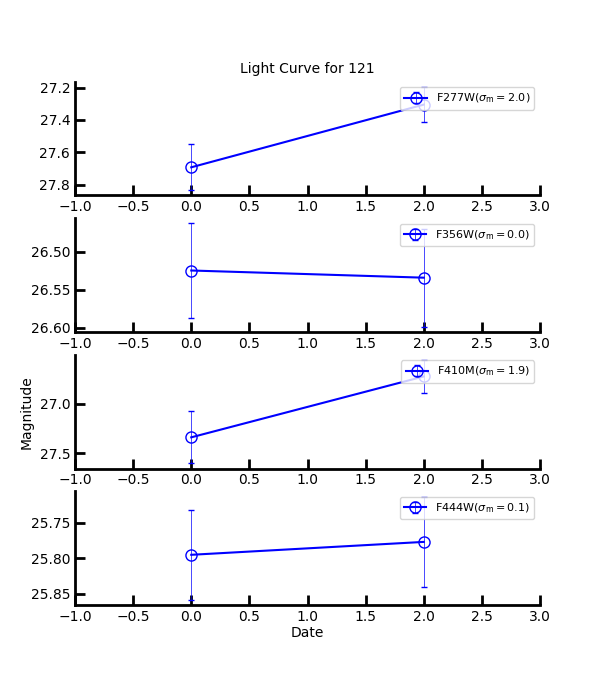 Light Curve for 121
27.2
27.4
27.6
27.8
F277W(σm = 2.0)
−1.0 −0.5 0.0 0.5 1.0 1.5 2.0 2.5 3.0
26.50
26.55
26.60
F356W(σm = 0.0)
−1.0 −0.5 0.0 0.5 1.0 1.5 2.0 2.5 3.0
27.0
27.5
F410M(σm = 1.9)
−1.0 −0.5 0.0 0.5 1.0 1.5 2.0 2.5 3.0
Magnitude
25.75
25.80
25.85
F444W(σm = 0.1)
−1.0 −0.5 0.0 0.5 1.0 1.5 2.0 2.5 3.0
Date